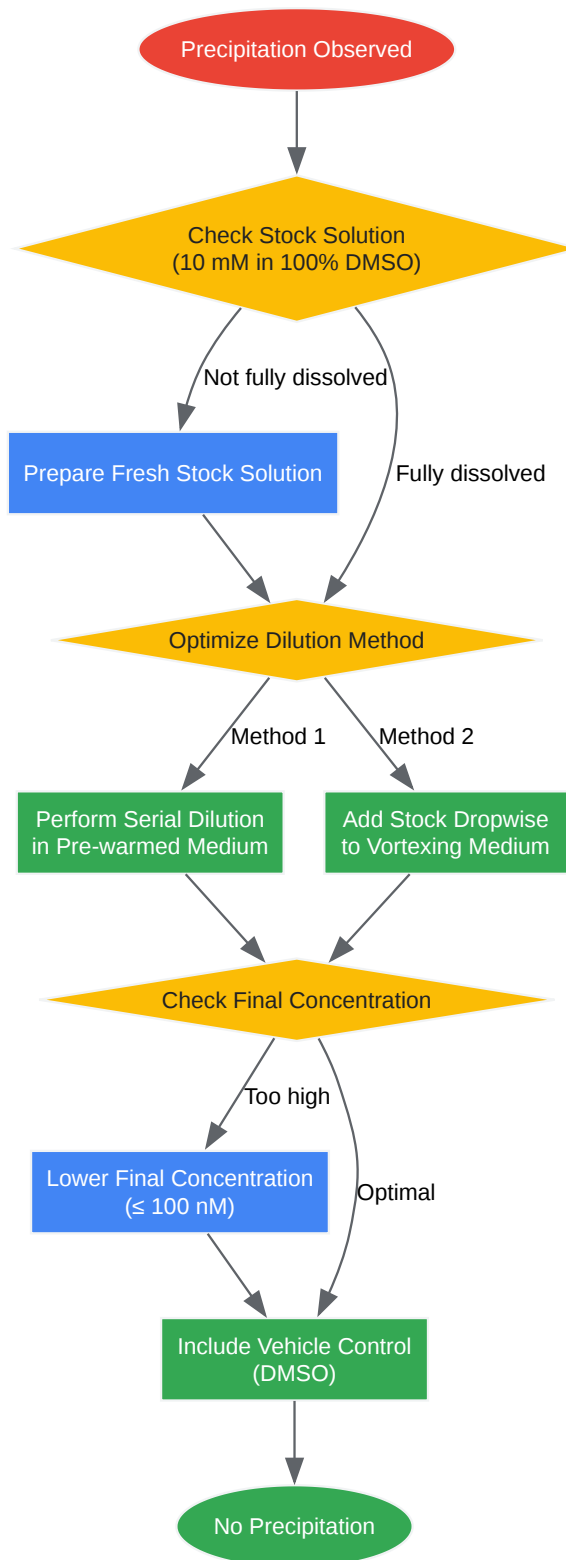 Precipitation Observed
Check Stock Solution
(10 mM in 100% DMSO)
Not fully dissolved
Prepare Fresh Stock Solution
Fully dissolved
Optimize Dilution Method
Method 1
Method 2
Perform Serial Dilution
in Pre-warmed Medium
Add Stock Dropwise
to Vortexing Medium
Check Final Concentration
Too high
Lower Final Concentration
(≤ 100 nM)
Optimal
Include Vehicle Control
(DMSO)
No Precipitation